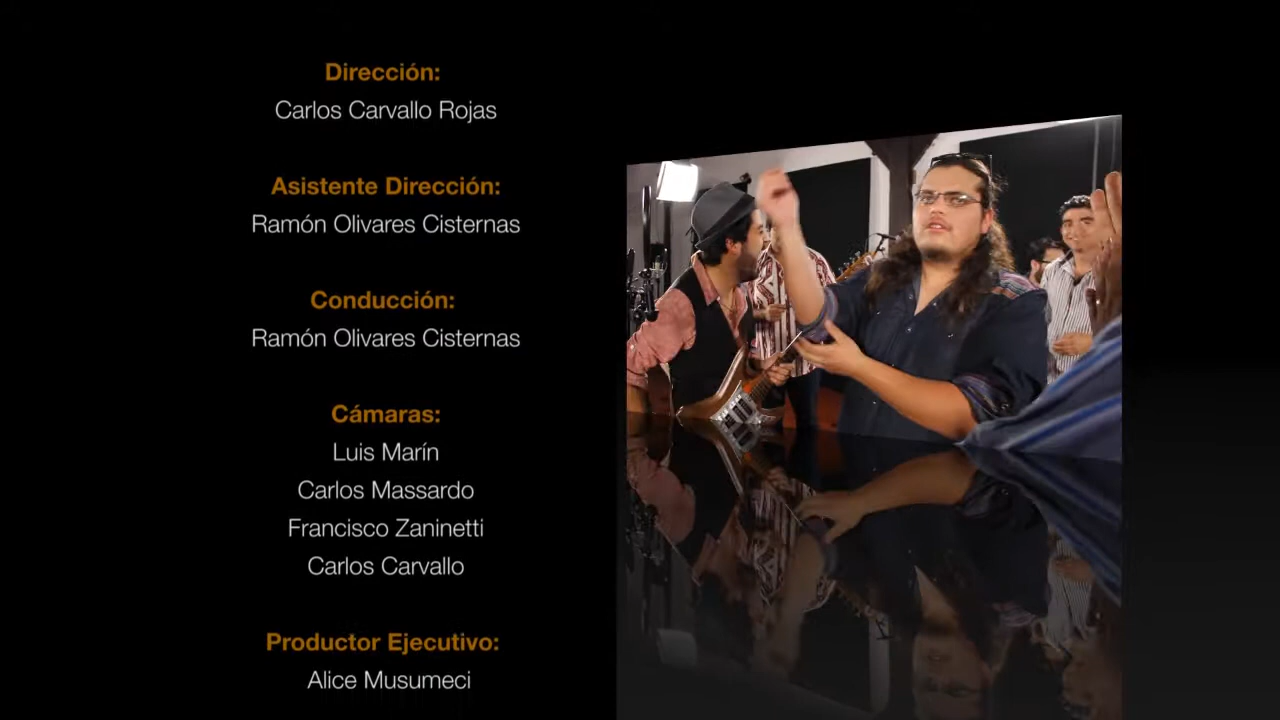 Dirección:
Carlos Carvallo Rojas
Asistente Dirección:
Ramón Olivares Cisternas
Conducción:
Ramón Olivares Cisternas
Cámaras:
Luis Marín
Carlos Massardo
Francisco Zaninetti
Carlos Carvallo
Productor Ejecutivo:
Alice Musumeci